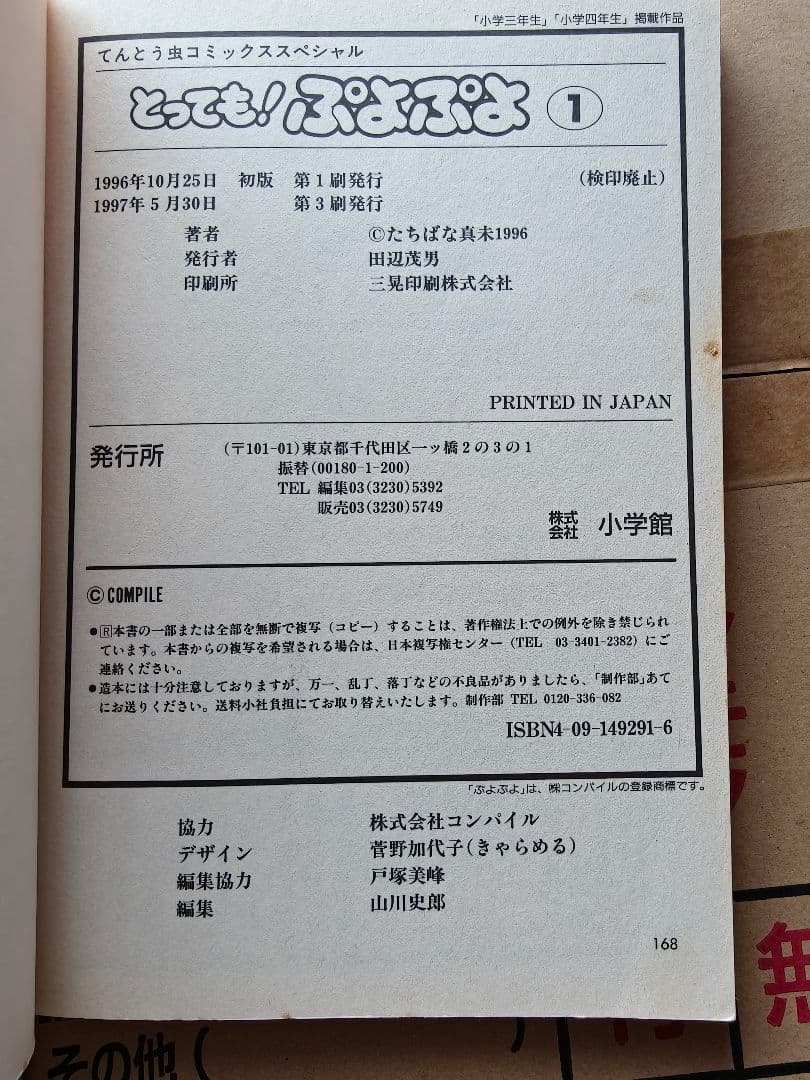 「小学三年生」「小学四年生」掲載作品
てんとう虫コミックススペシャル
とっても!ぷよぷよ①
1996年10月25日 初版 第1刷発行 (検印廃止)
1997年5月30日 第3刷発行
著者 ©たちばな真未1996
発行者 田辺茂男
印刷所 三晃印刷株式会社
PRINTED IN JAPAN
発行所 (〒101-01)東京都千代田区一ッ橋2の3の1
振替(00180-1-200)
TEL 編集03(3230)5392
販売03(3230)5749
株式会社 小学館
© COMPILE
●Ⓡ本書の一部または全部を無断で複写(コピー)することは、著作権法上での例外を除き禁じられ
ています。本書からの複写を希望される場合は、日本複写権センター(TEL 03-3401-2382)にご
連絡ください。
●造本には十分注意しておりますが、万一、乱丁、落丁などの不良品がありましたら、「制作部」あて
にお送りください。送料小社負担にてお取り替えいたします。制作部 TEL 0120-336-082
ISBN4-09-149291-6
「ぷよぷよ」は、㈱コンパイルの登録商標です。
協力 株式会社コンパイル
デザイン 菅野加代子(きゃらめる)
編集協力 戸塚美峰
編集 山川史郎
168
無
その他(